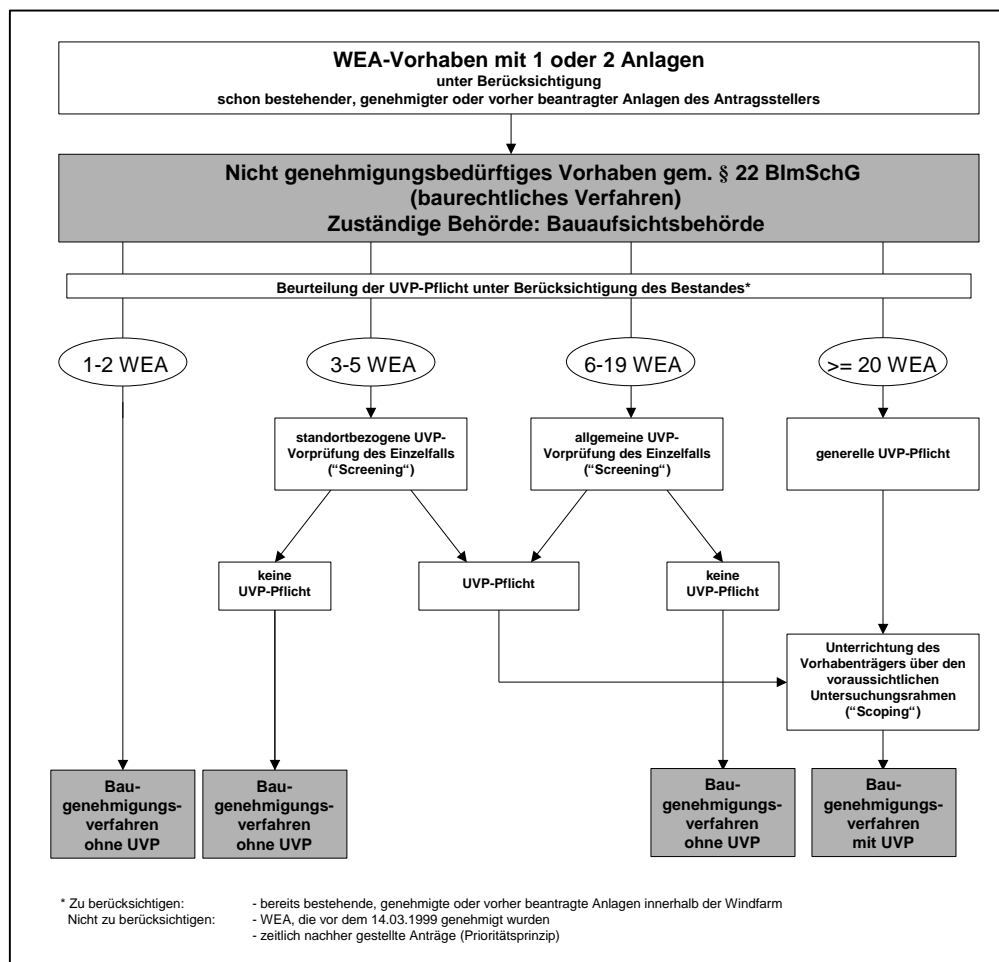 WEA-Vorhaben mit 1 oder 2 Anlagen
unter Berücksichtigung
schon bestehender, genehmigter oder vorher beantragter Anlagen des Antragsstellers
Nicht genehmigungsbedürftiges Vorhaben gem. § 22 BImSchG
(baurechtliches Verfahren)
Zuständige Behörde: Bauaufsichtsbehörde
Beurteilung der UVP-Pflicht unter Berücksichtigung des Bestandes*
1-2 WEA
3-5 WEA
6-19 WEA
>= 20 WEA
standortbezogene UVP-
Vorprüfung des Einzelfalls
(“Screening“)
allgemeine UVP-
Vorprüfung des Einzelfalls
(“Screening“)
generelle UVP-Pflicht
keine
UVP-Pflicht
UVP-Pflicht
keine
UVP-Pflicht
Unterrichtung des
Vorhabenträgers über den
voraussichtlichen
Untersuchungsrahmen
(“Scoping“)
Bau-
genehmigungs-
verfahren
ohne UVP
Bau-
genehmigungs-
verfahren
ohne UVP
Bau-
genehmigungs-
verfahren
ohne UVP
Bau-
genehmigungs-
verfahren
mit UVP
* Zu berücksichtigen: - bereits bestehende, genehmigte oder vorher beantragte Anlagen innerhalb der Windfarm
Nicht zu berücksichtigen: - WEA, die vor dem 14.03.1999 genehmigt wurden
- zeitlich nachher gestellte Anträge (Prioritätsprinzip)